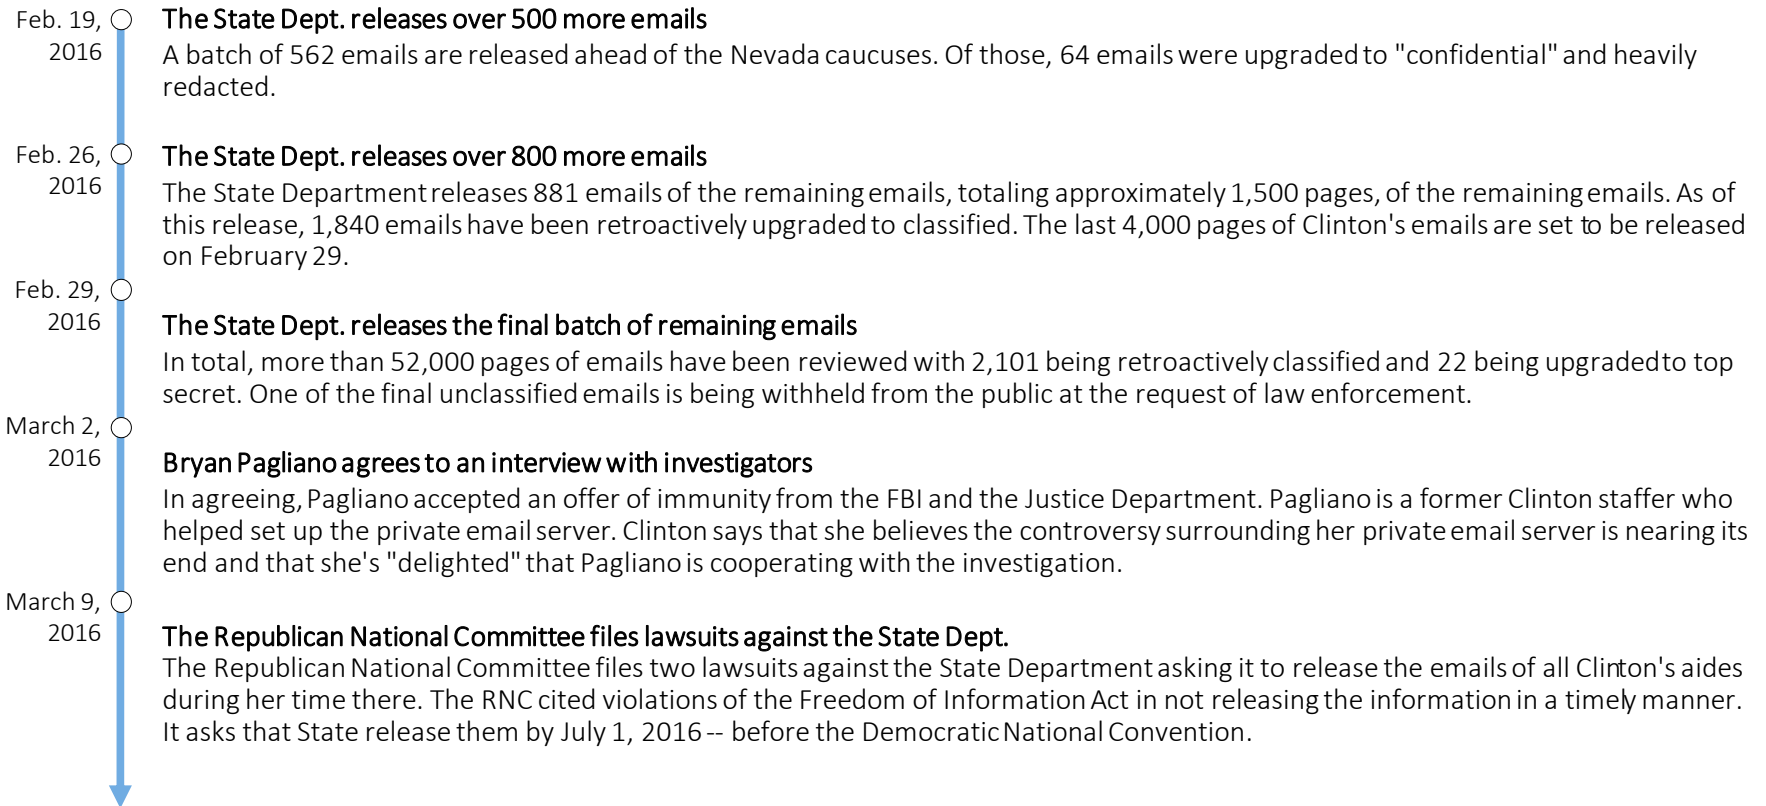 Feb. 19,
2016
The State Dept. releases over 500 more emails
A batch of 562 emails are released ahead of the Nevada caucuses. Of those, 64 emails were upgraded to "confidential" and heavily
redacted.
Feb. 26,
2016
The State Dept. releases over 800 more emails
The State Department releases 881 emails of the remaining emails, totaling approximately 1,500 pages, of the remaining emails. As of
this release, 1,840 emails have been retroactively upgraded to classified. The last 4,000 pages of Clinton's emails are set to be released
on February 29.
Feb. 29,
2016
The State Dept. releases the final batch of remaining emails
In total, more than 52,000 pages of emails have been reviewed with 2,101 being retroactively classified and 22 being upgraded to top
secret. One of the final unclassified emails is being withheld from the public at the request of law enforcement.
March 2,
2016
Bryan Pagliano agrees to an interview with investigators
In agreeing, Pagliano accepted an offer of immunity from the FBI and the Justice Department. Pagliano is a former Clinton staffer who
helped set up the private email server. Clinton says that she believes the controversy surrounding her private email server is nearing its
end and that she's "delighted" that Pagliano is cooperating with the investigation.
March 9,
2016
The Republican National Committee files lawsuits against the State Dept.
The Republican National Committee files two lawsuits against the State Department asking it to release the emails of all Clinton's aides
during her time there. The RNC cited violations of the Freedom of Information Act in not releasing the information in a timely manner.
It asks that State release them by July 1, 2016 -- before the Democratic National Convention.